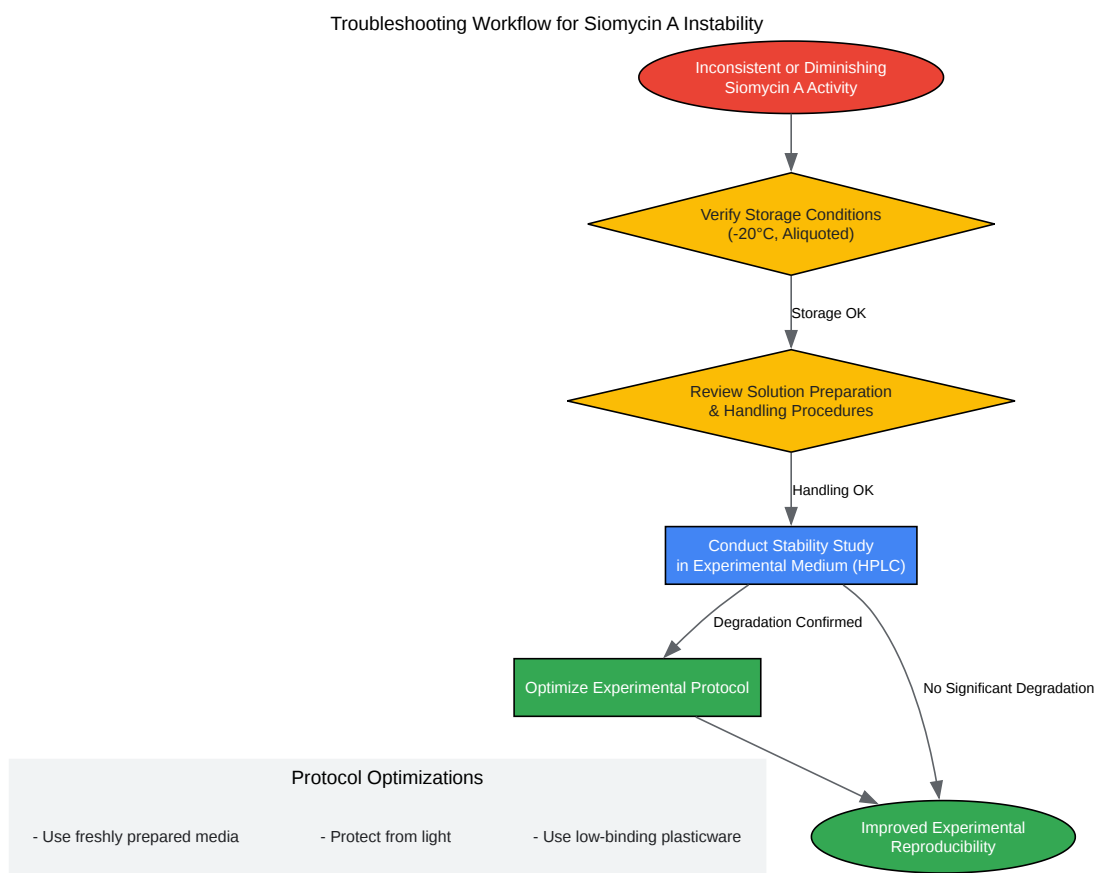 Troubleshooting Workflow for Siomycin A Instability
Inconsistent or Diminishing
Siomycin A Activity
Verify Storage Conditions
(-20°C, Aliquoted)
Storage OK
Review Solution Preparation
& Handling Procedures
Handling OK
Conduct Stability Study
in Experimental Medium (HPLC)
Degradation Confirmed
Optimize Experimental Protocol
No Significant Degradation
Protocol Optimizations
- Use freshly prepared media
- Protect from light
- Use low-binding plasticware
Improved Experimental
Reproducibility